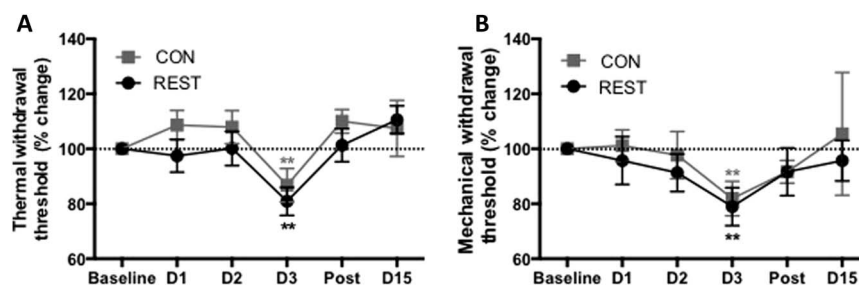 A
Thermal withdrawal
threshold (% change)
140
120
100
80
60
CON
REST
**
**
Baseline D1 D2 D3 Post D15
B
Mechanical withdrawal
threshold (% change)
140
120
100
80
60
CON
REST
**
**
Baseline D1 D2 D3 Post D15